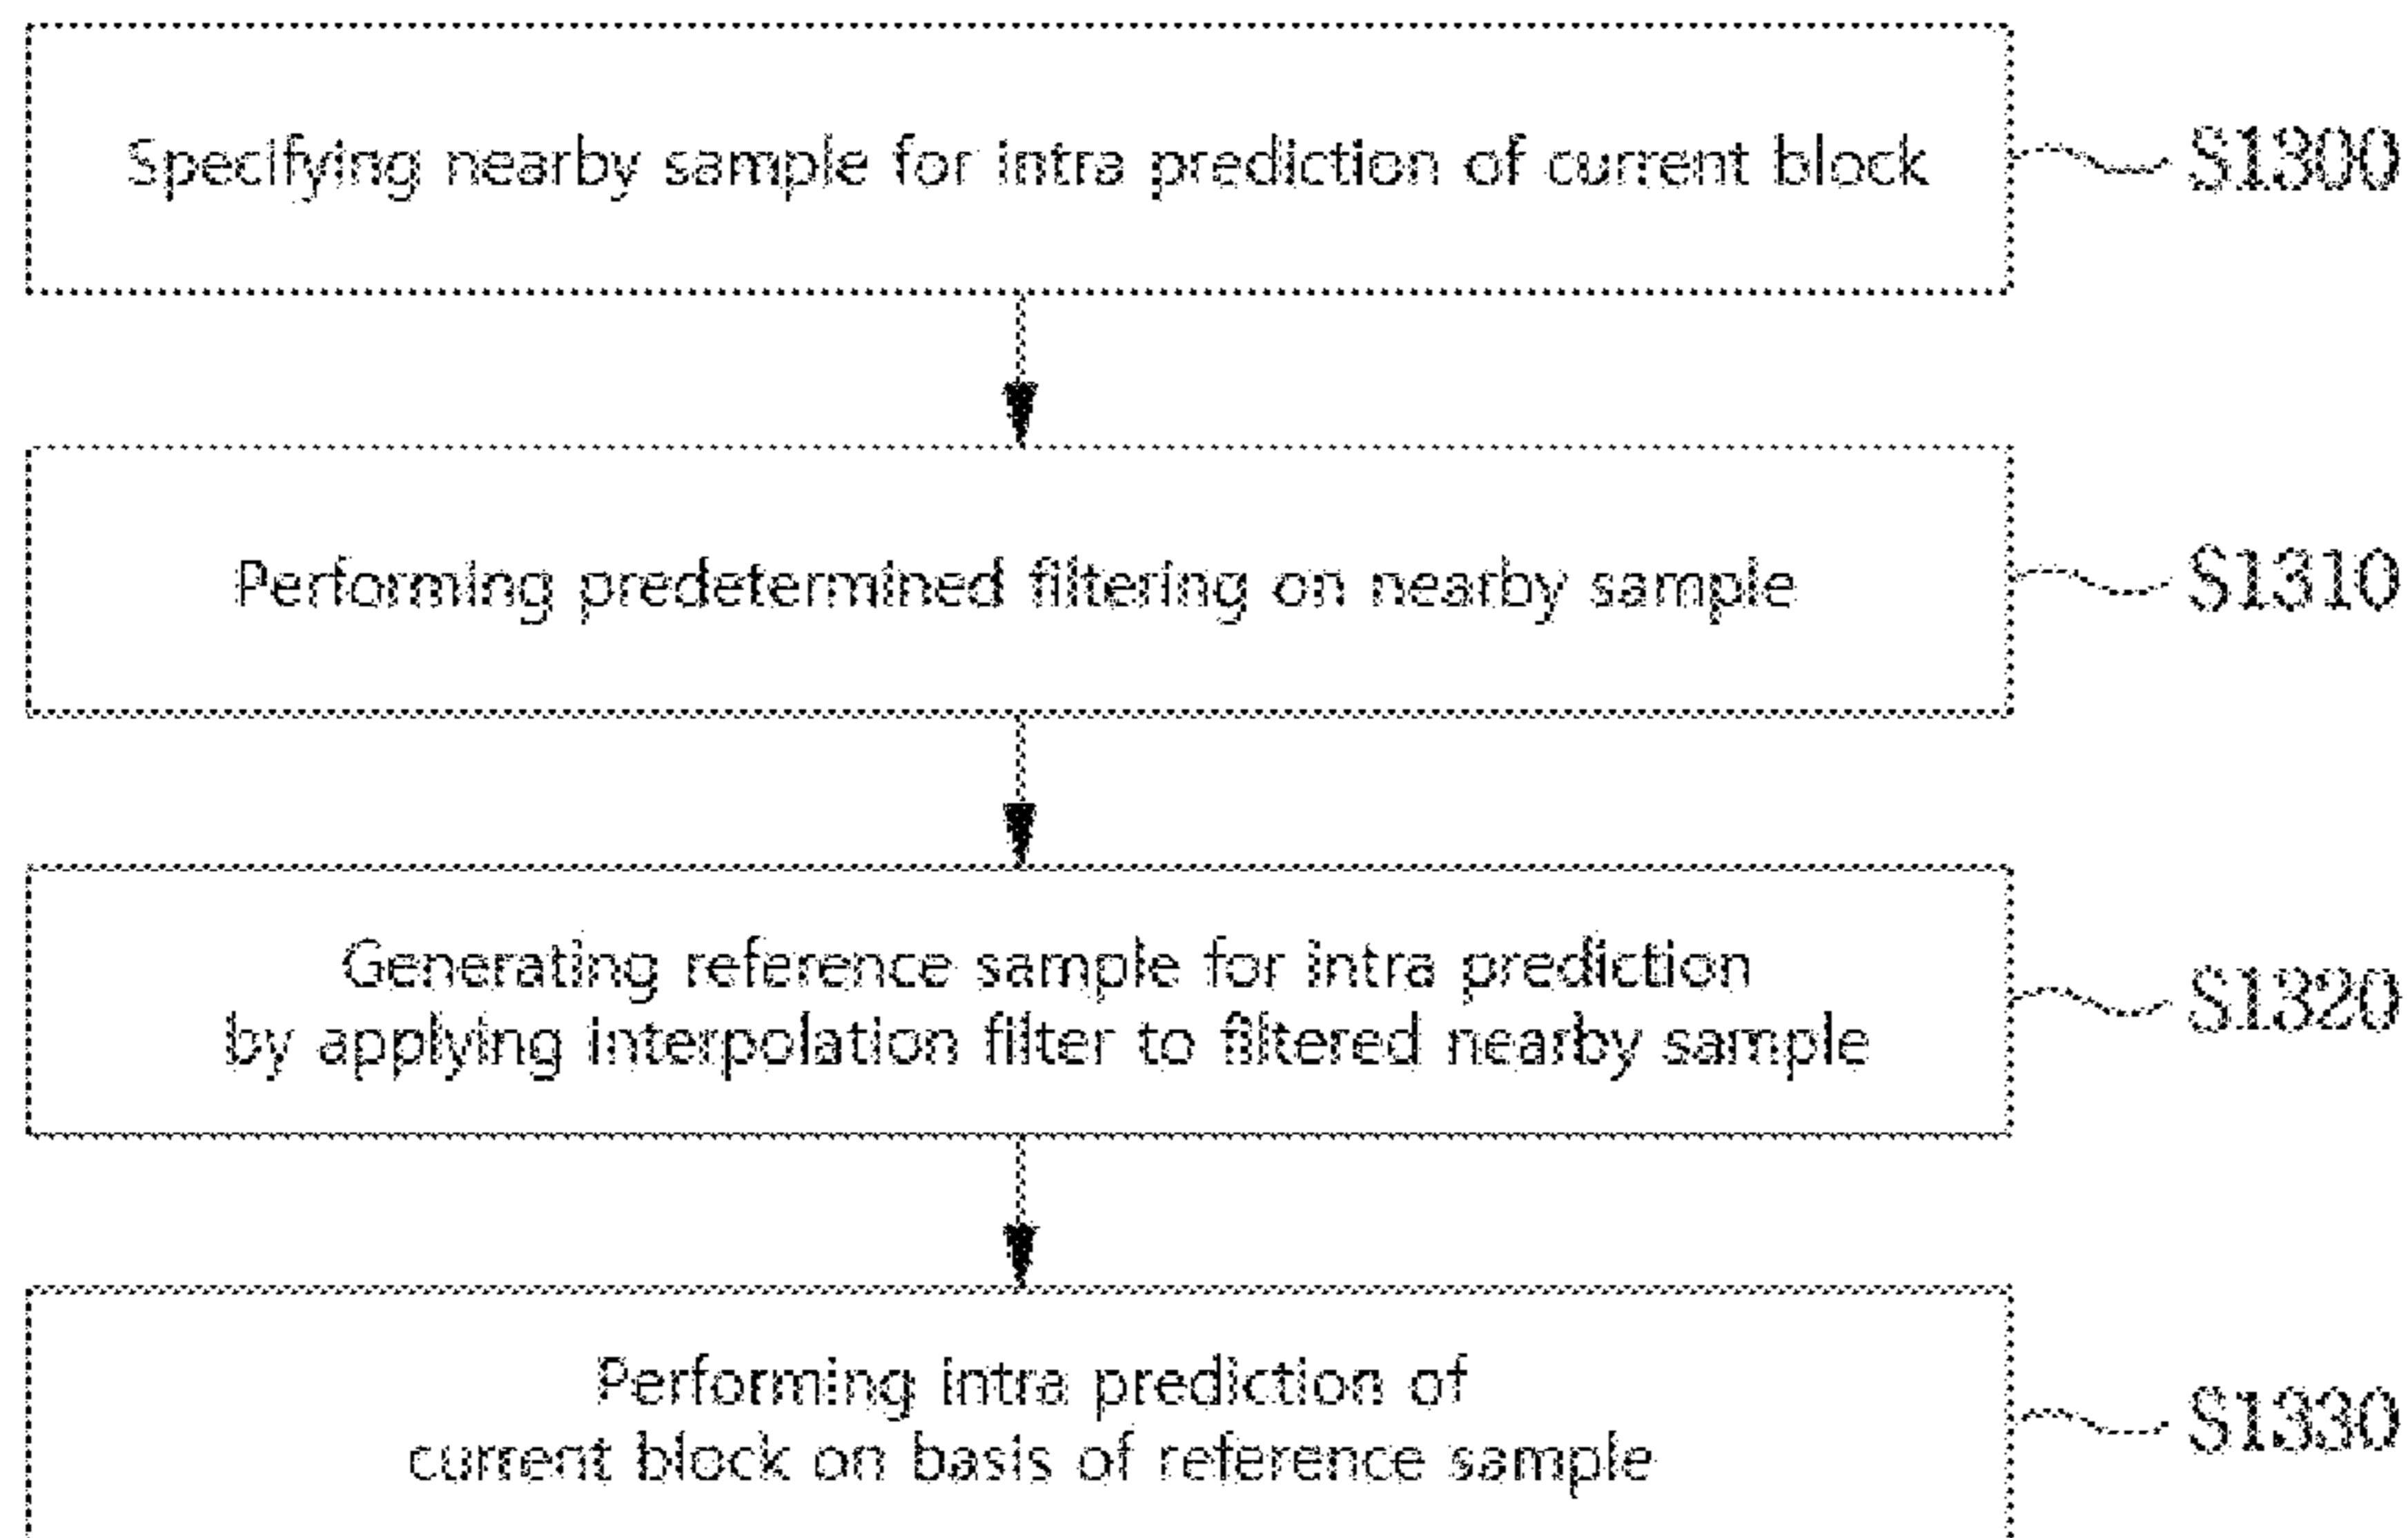 Specifying nearby sample for intra prediction of current block
S1300
Performing predetermined filtering on nearby sample
S1310
Generating reference sample for intra prediction
by applying interpolation filter to filtered nearby sample
S1320
Performing intra prediction of
current block on basis of reference sample
S1330